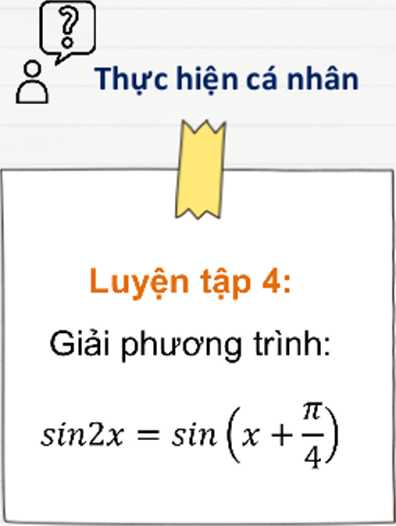 ?
Thực hiện cá nhân
Luyện tập 4:
Giải phương trình:
sin2x = sin(x + π/4)